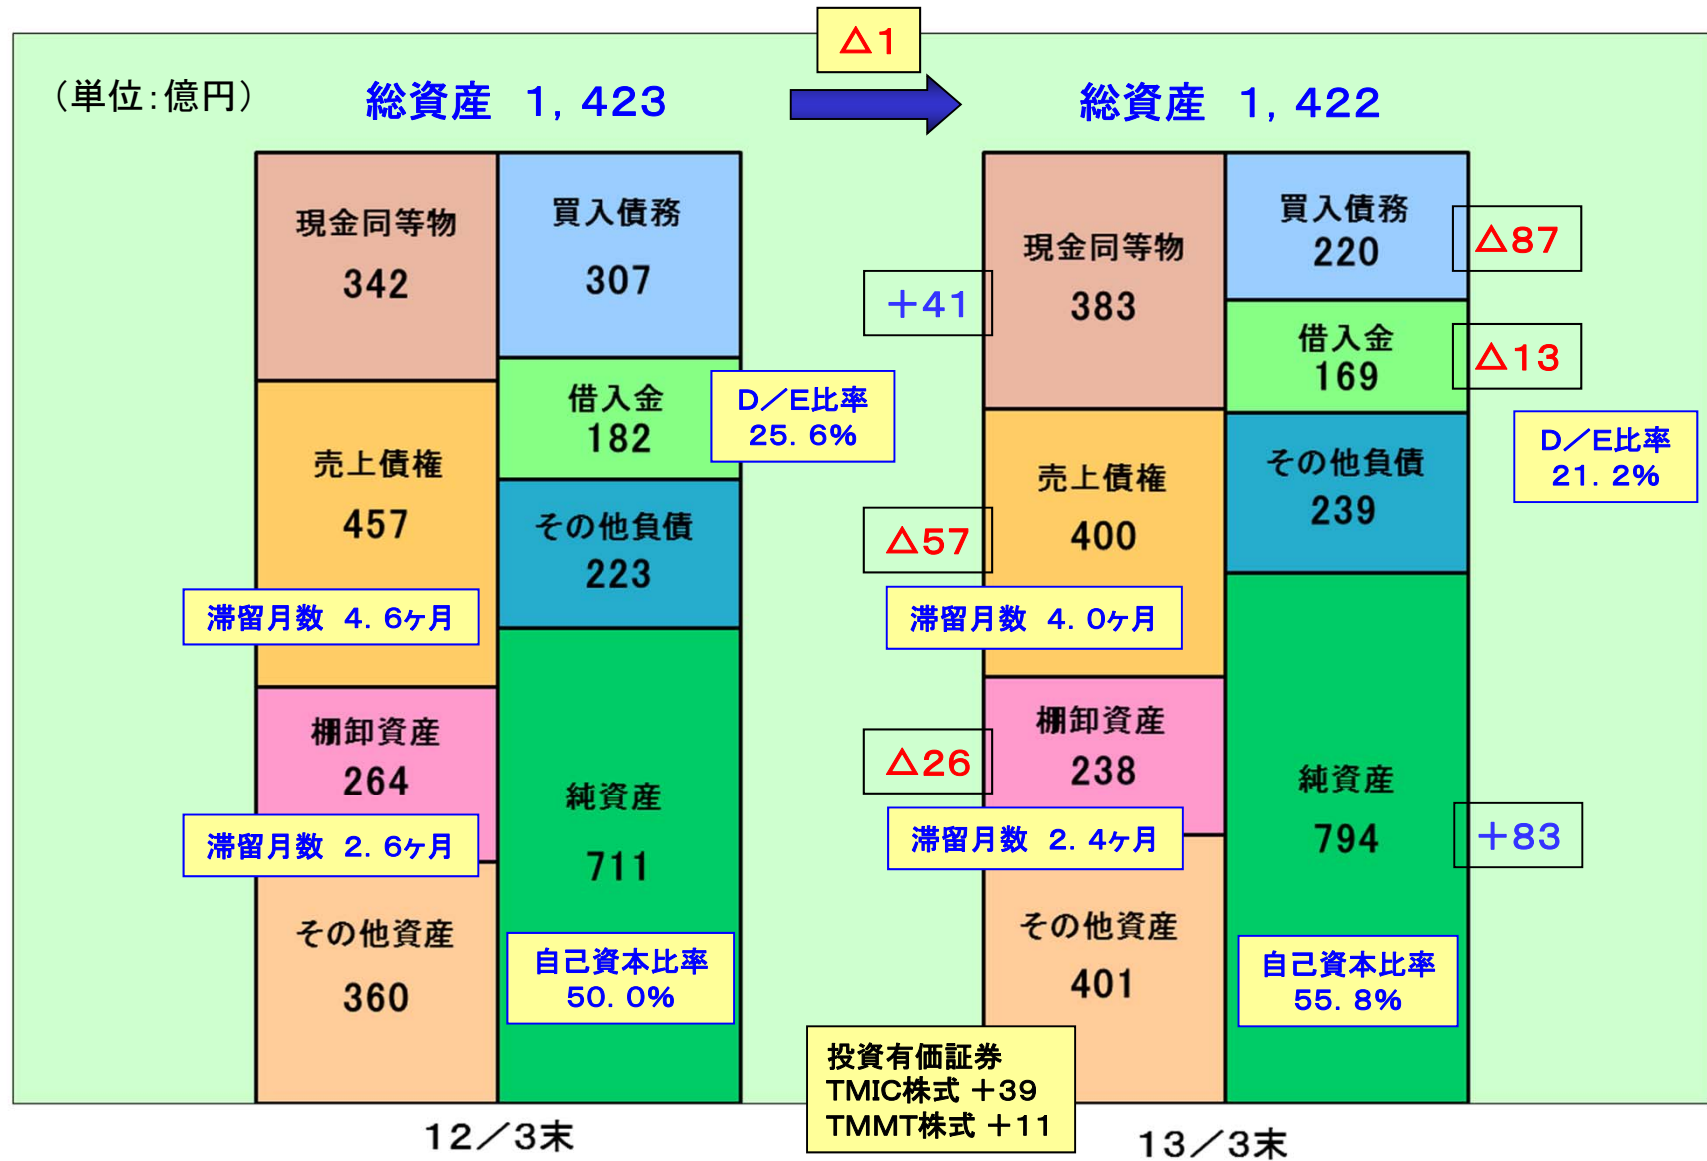 △1
（単位：億円）
総資産　1，423
総資産　1，422
現金同等物
342
買入債務
307
借入金
182
D／E比率
25．6％
売上債権
457
その他負債
223
滞留月数　4．6ヶ月
棚卸資産
264
滞留月数　2．6ヶ月
純資産
711
その他資産
360
自己資本比率
50．0％
12／3末
現金同等物
383
＋41
買入債務
220
△87
借入金
169
△13
D／E比率
21．2％
売上債権
400
△57
その他負債
239
滞留月数　4．0ヶ月
棚卸資産
238
△26
滞留月数　2．4ヶ月
純資産
794
＋83
その他資産
401
自己資本比率
55．8％
投資有価証券
TMIC株式 ＋39
TMMT株式 ＋11
13／3末